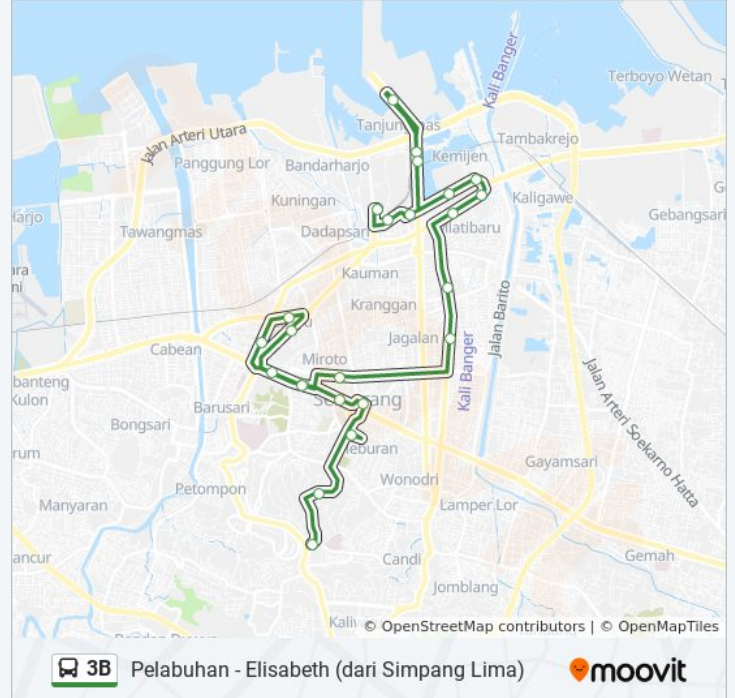 Kali Banger
Terboyo Wetan
Jalan Arteri Utara
Tambakrejo
Panggung Lor
Bandarharjo
Kemijen
Kaligawe
Kuningan
Gebangsari
Tawangmas
Dadapsari
Kauman
Kranggan
Jalan Barito
Jagalan
Cabean
Miroto
Kali Banger
Jalan Arteri Soekarno Hatta
Barusari
Bongsari
Gayamsari
Wonodri
Petompon
Manyaran
Lamper Lor
Candi
Gemah
Jomblang
© OpenStreetMap contributors | © OpenMapTiles
3B Pelabuhan - Elisabeth (dari Simpang Lima) moovit